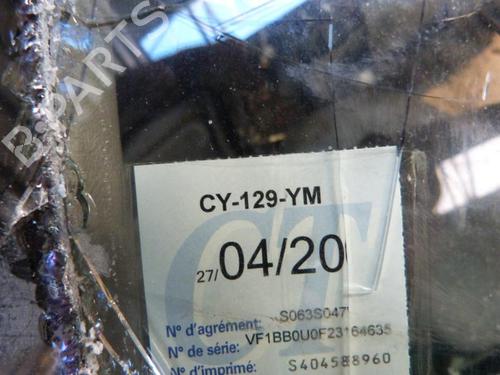 B-PARTS
CY-129-YM
27/04/20
N° d'agrément: S063S047
N° de série: VF1BB0U0F23164635
N° d'imprimé: S404588960